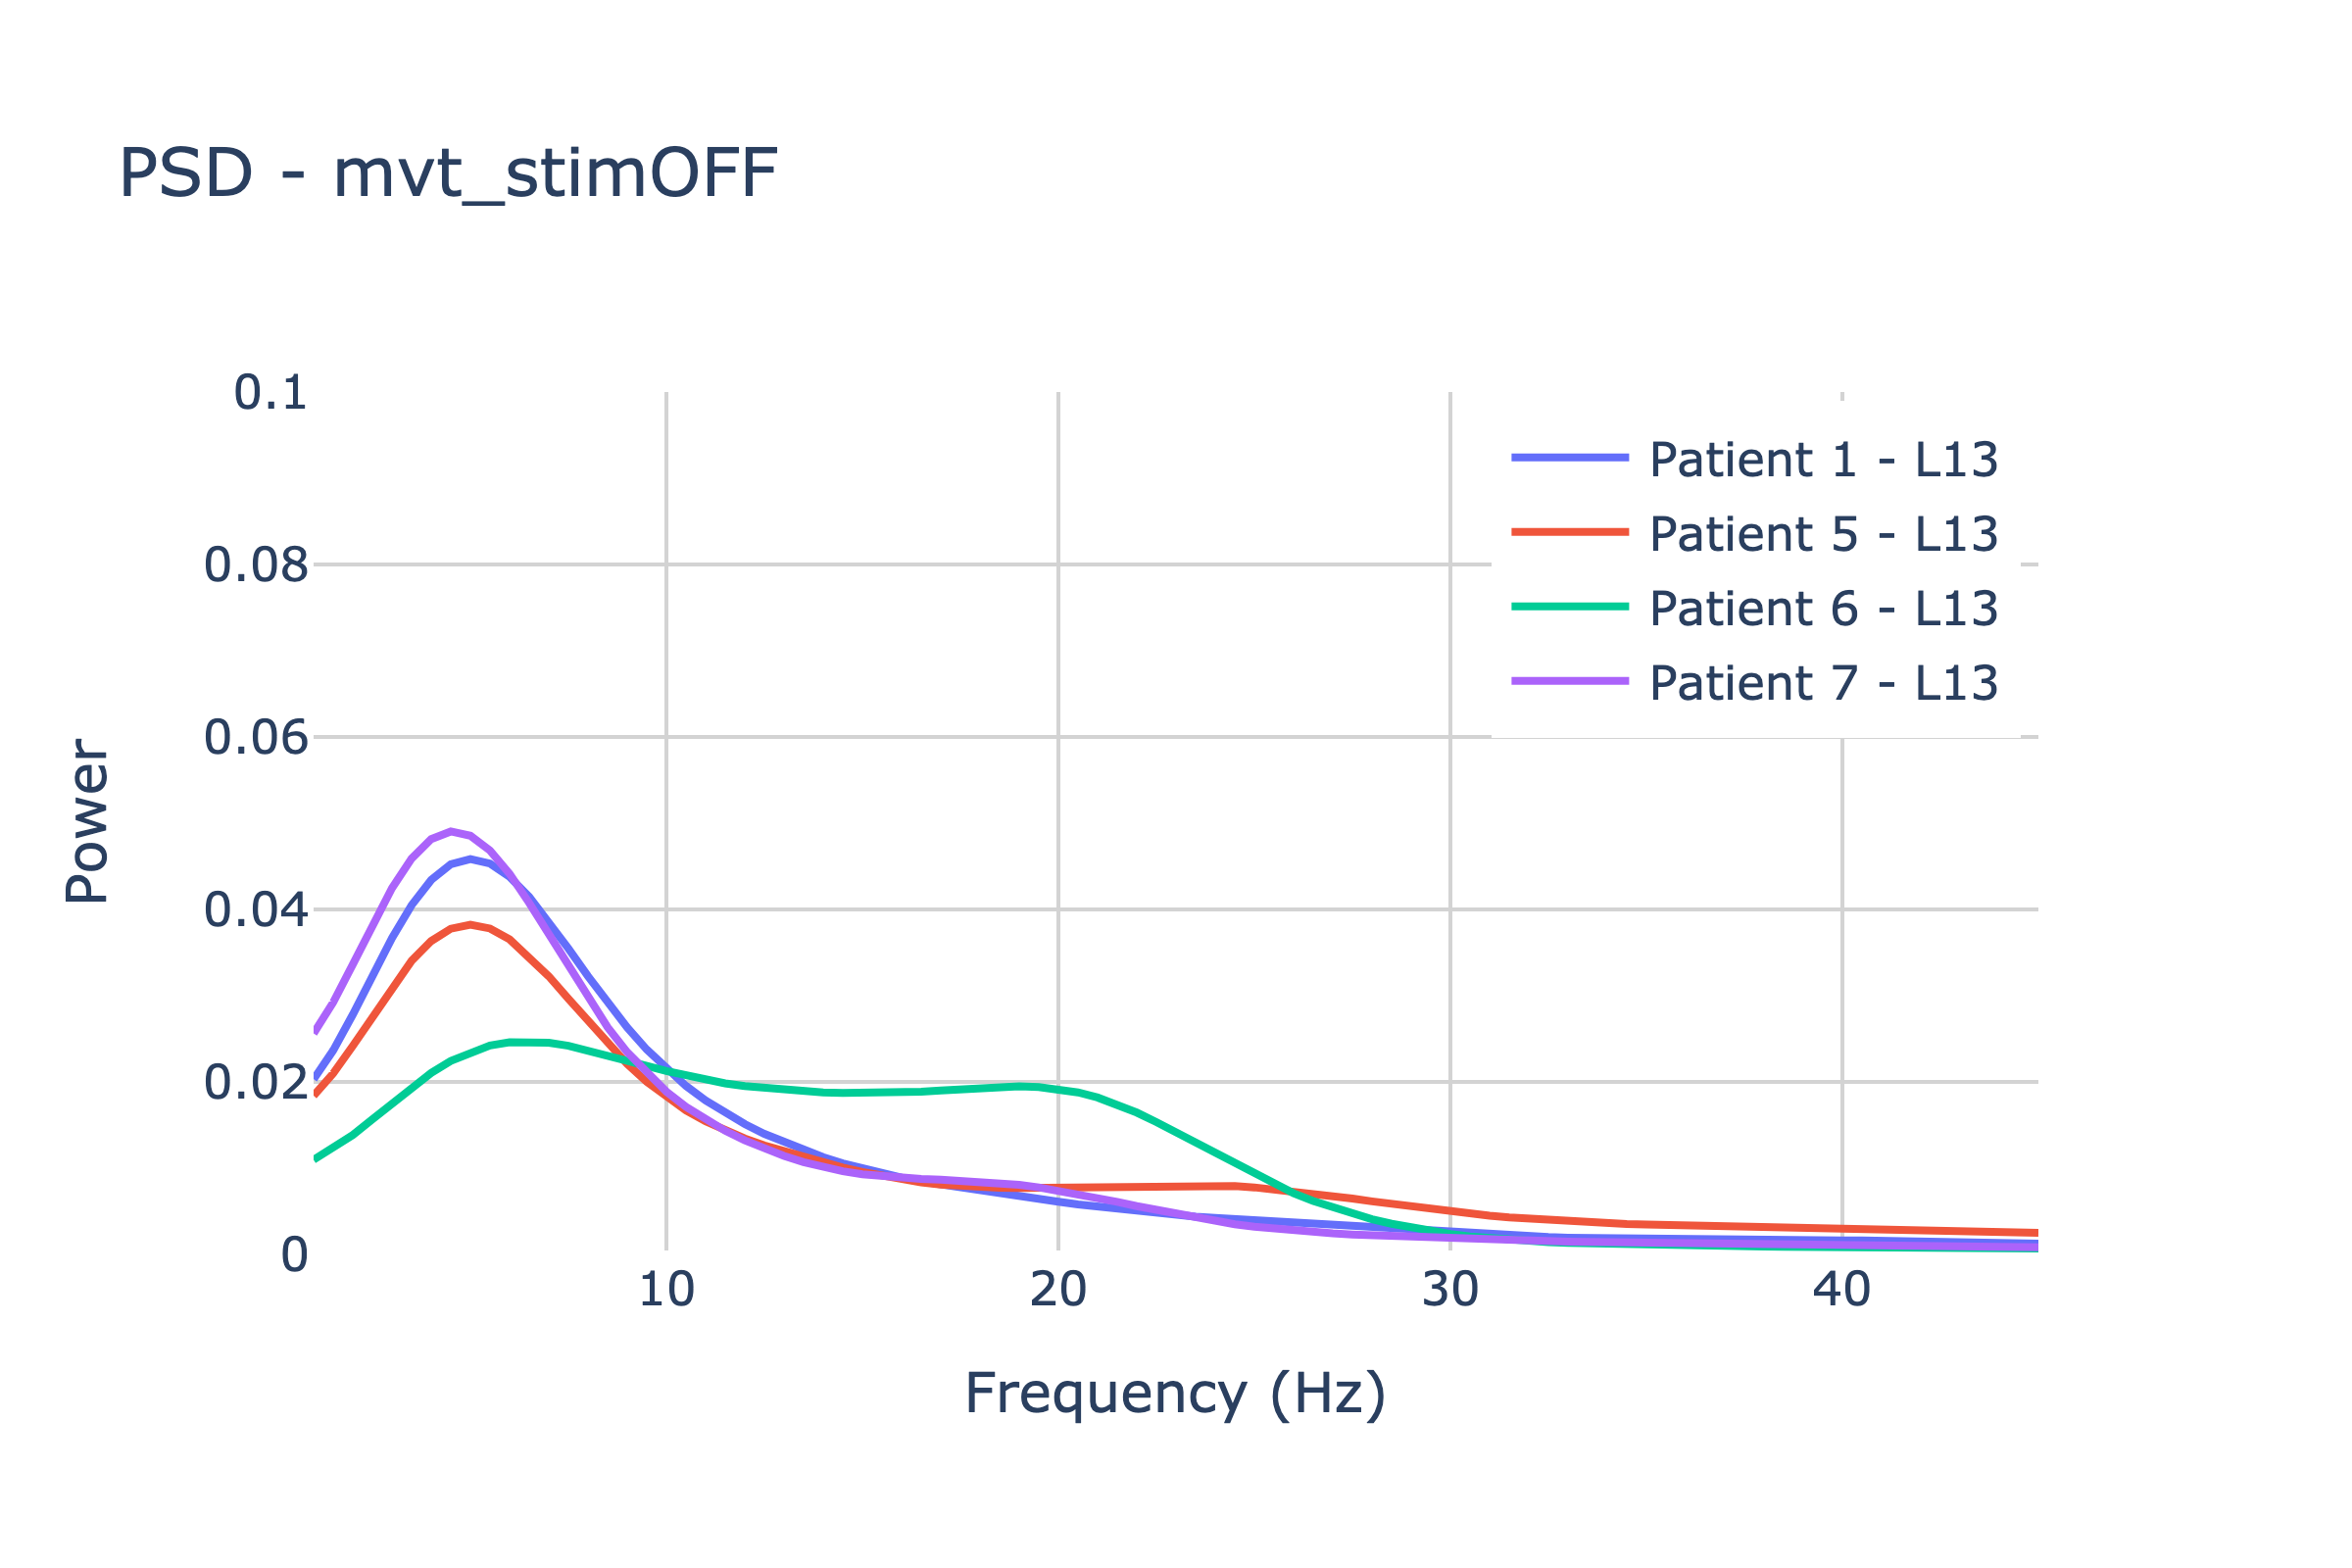 PSD - mvt_stimOFF
0.1
0.08
0.06
0.04
0.02
0
Power
10 20 30 40
Frequency (Hz)
Patient 1 - L13
Patient 5 - L13
Patient 6 - L13
Patient 7 - L13